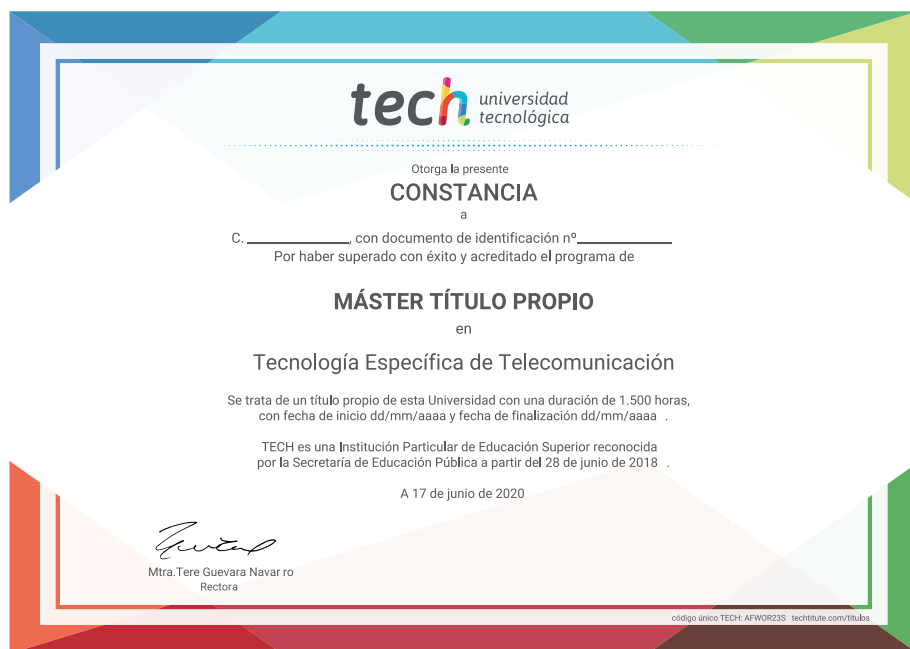 tech universidad
tecnológica
Otorga la presente
CONSTANCIA
a
C. ______________, con documento de identificación nº_____________
Por haber superado con éxito y acreditado el programa de
MÁSTER TÍTULO PROPIO
en
Tecnología Específica de Telecomunicación
Se trata de un título propio de esta Universidad con una duración de 1.500 horas,
con fecha de inicio dd/mm/aaaa y fecha de finalización dd/mm/aaaa .
TECH es una Institución Particular de Educación Superior reconocida
por la Secretaría de Educación Pública a partir del 28 de junio de 2018 .
A 17 de junio de 2020
Mtra.Tere Guevara Navar ro
Rectora
código único TECH: AFWOR23S techtitute.com/titulos